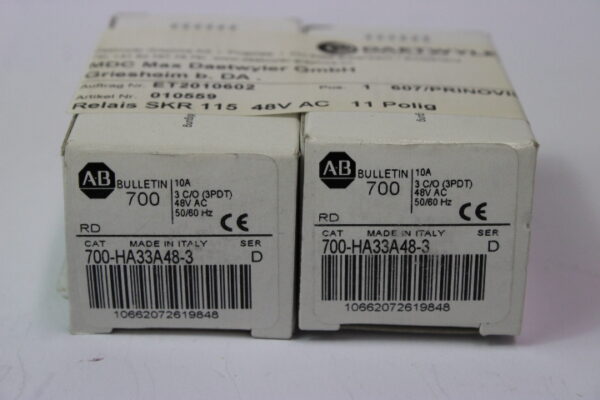 DAETWYLE
MDC Max Daetwyler GmbH
Griesheim b. DA.
Auftrag Nr. ET2010602 Pos. 1 607/PRINOVI
Artikel Nr. 010559
Relais SKR 115 48V AC 11 Polig
AB
BULLETIN
700
10A
3 C/O (3PDT)
48V AC
50/60 Hz
RD
CE
CAT MADE IN ITALY SER
700-HA33A48-3 D
10662072619848
AB
BULLETIN
700
10A
3 C/O (3PDT)
48V AC
50/60 Hz
RD
CE
CAT MADE IN ITALY SER
700-HA33A48-3 D
10662072619848